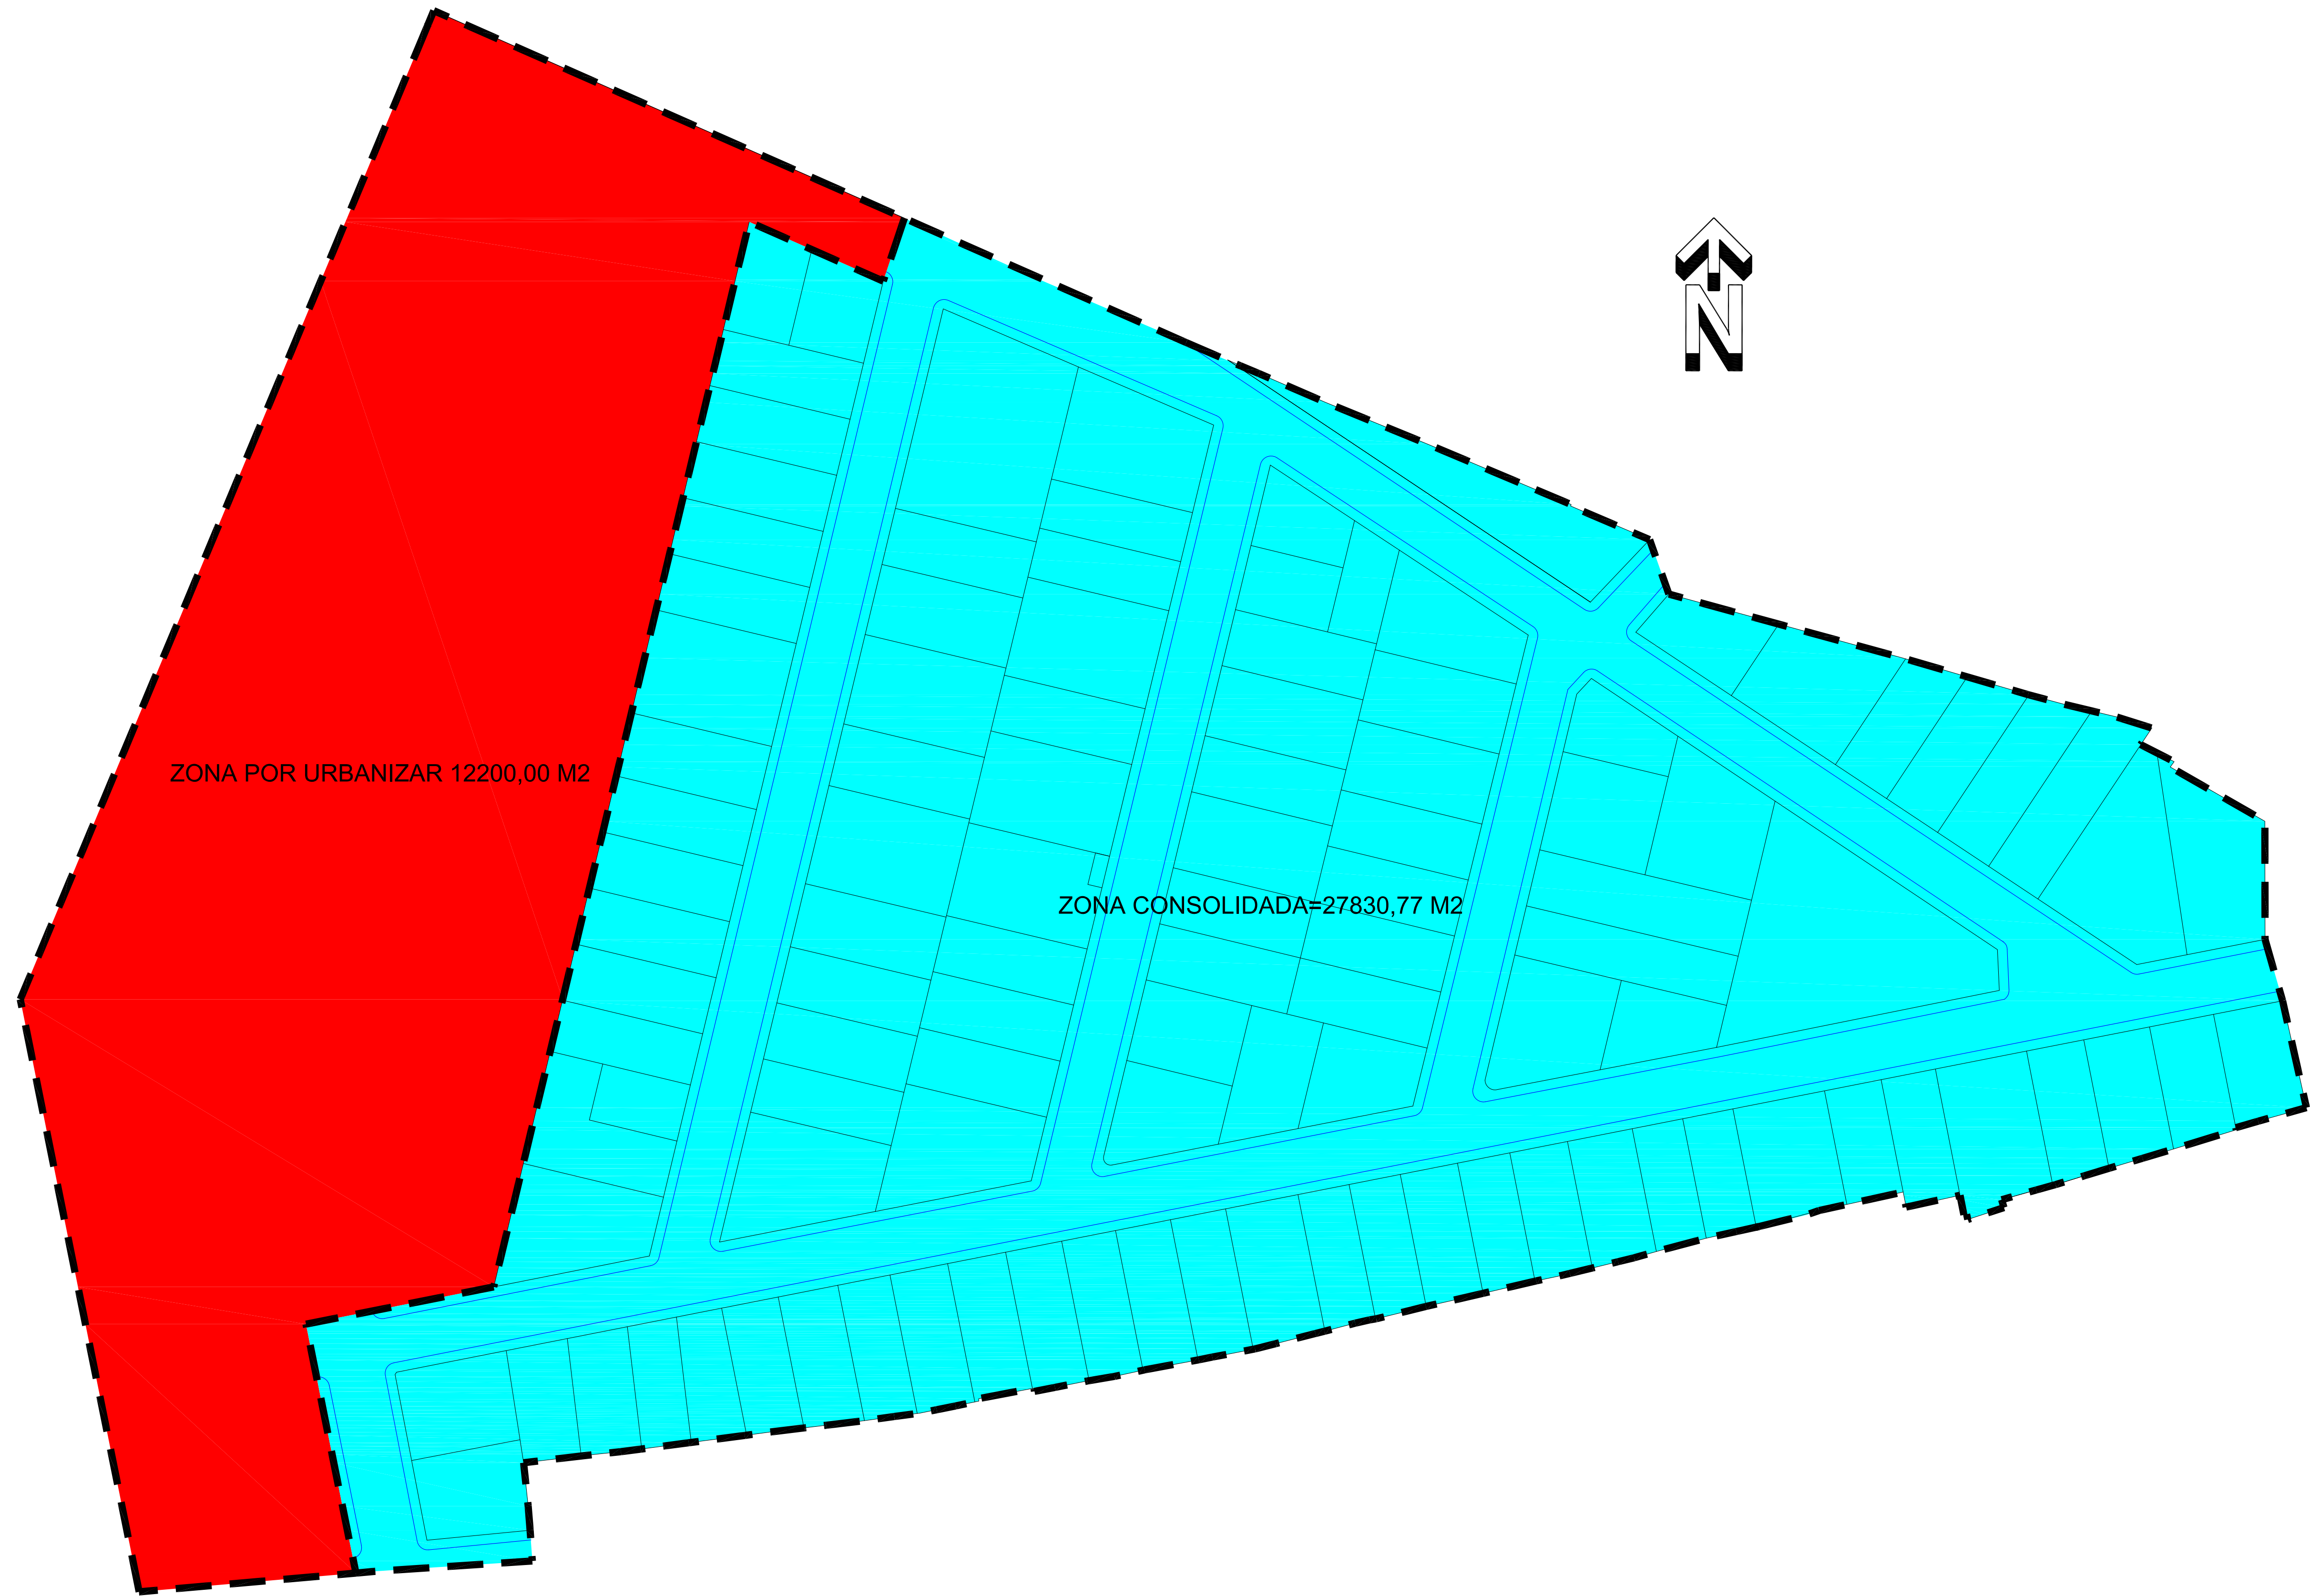 N
ZONA POR URBANIZAR 12200,00 M2
ZONA CONSOLIDADA=27830,77 M2